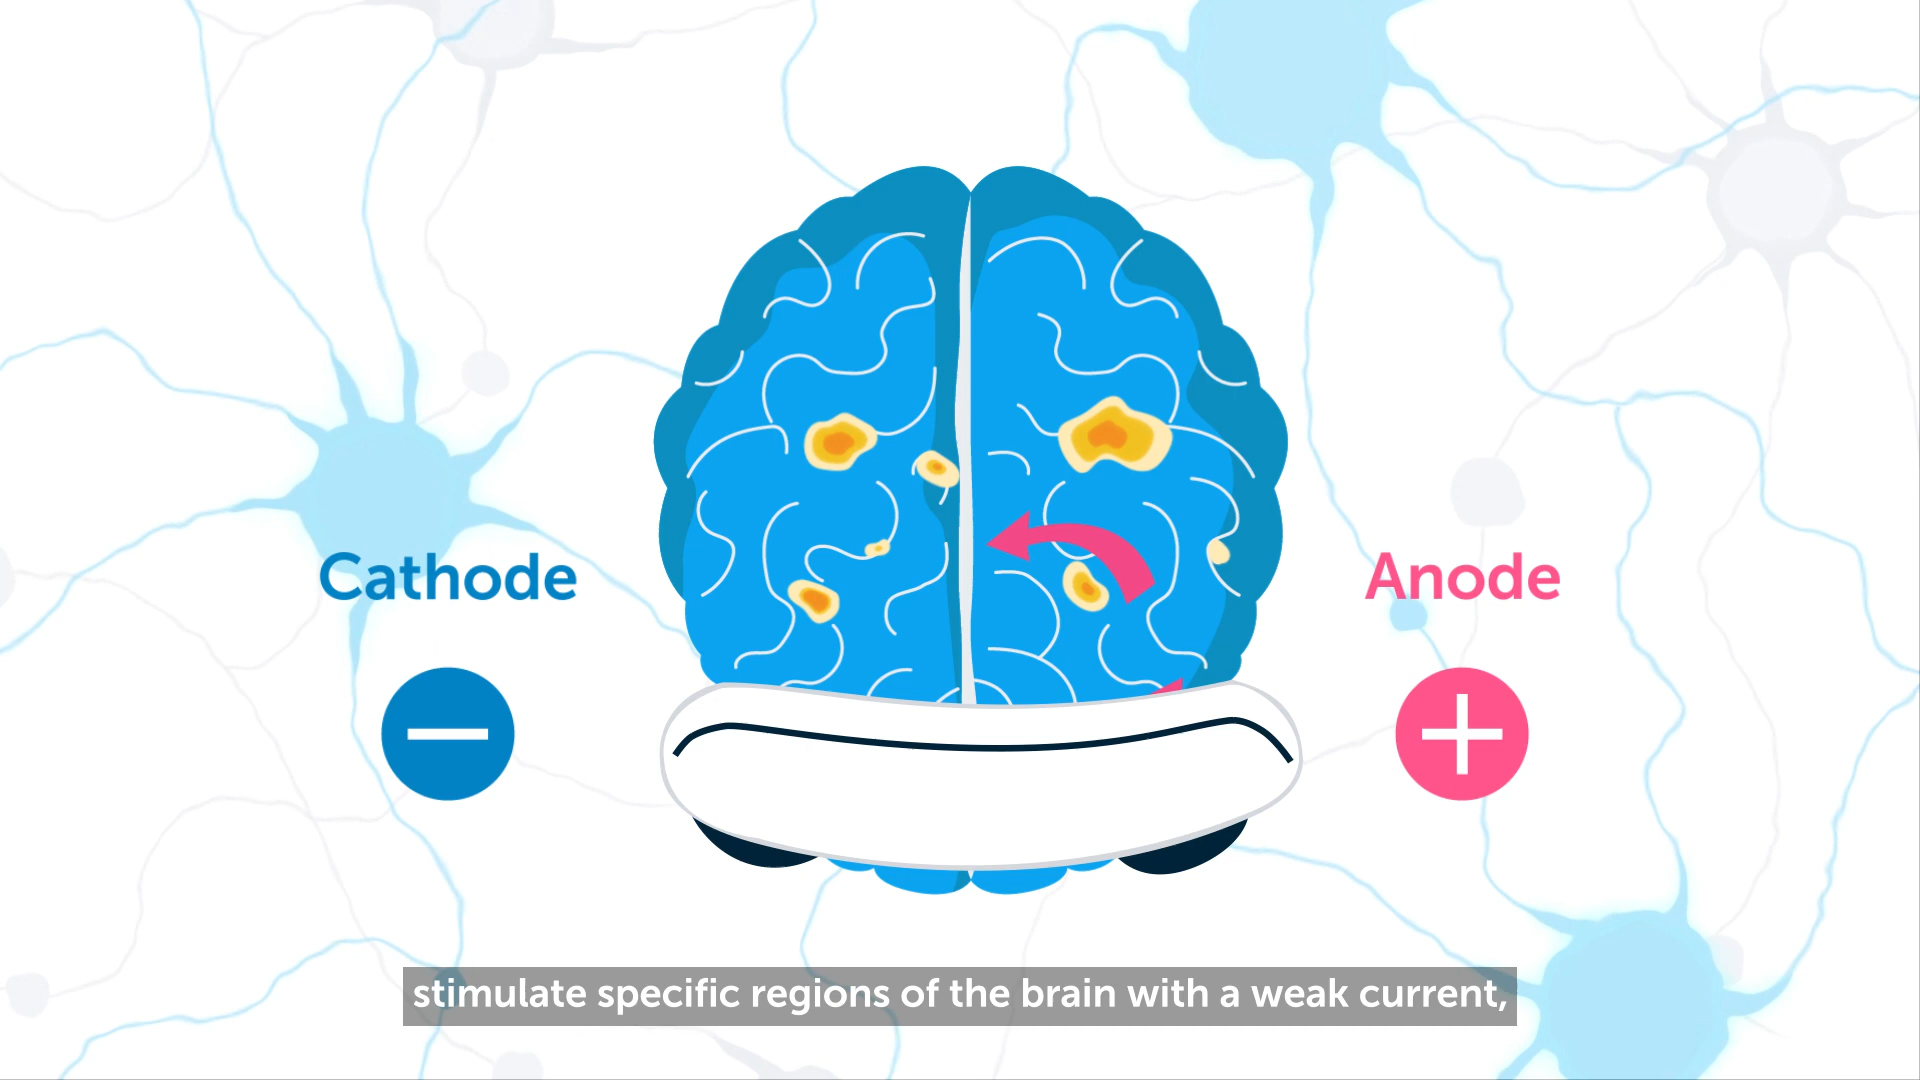 Cathode
Anode
stimulate specific regions of the brain with a weak current,